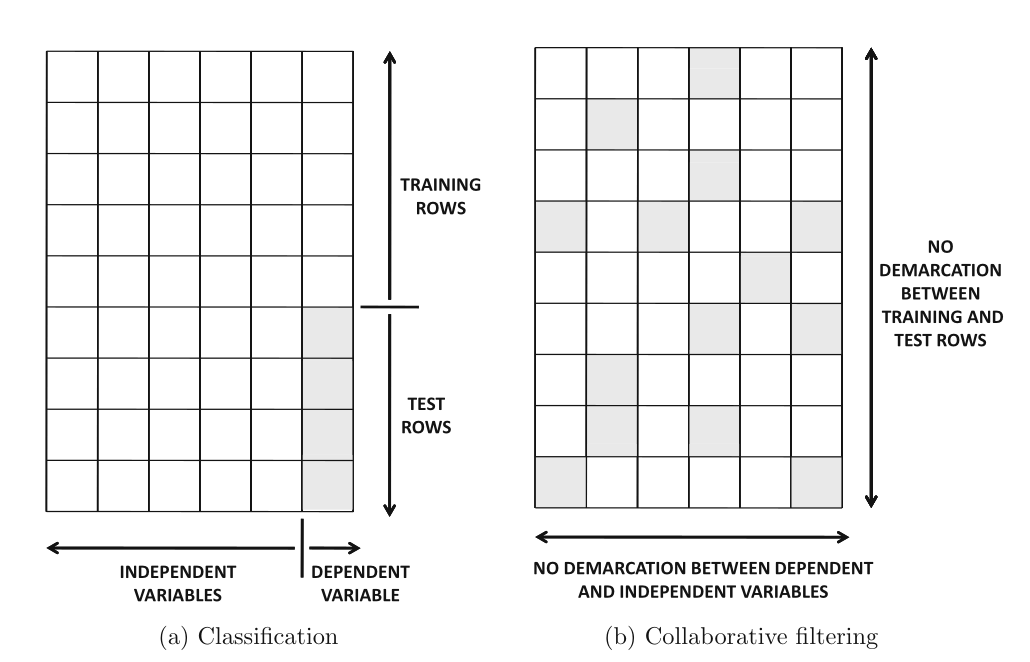 TRAINING
ROWS
TEST
ROWS
INDEPENDENT
VARIABLES
DEPENDENT
VARIABLE
(a) Classification
NO
DEMARCATION
BETWEEN
TRAINING AND
TEST ROWS
NO DEMARCATION BETWEEN DEPENDENT
AND INDEPENDENT VARIABLES
(b) Collaborative filtering